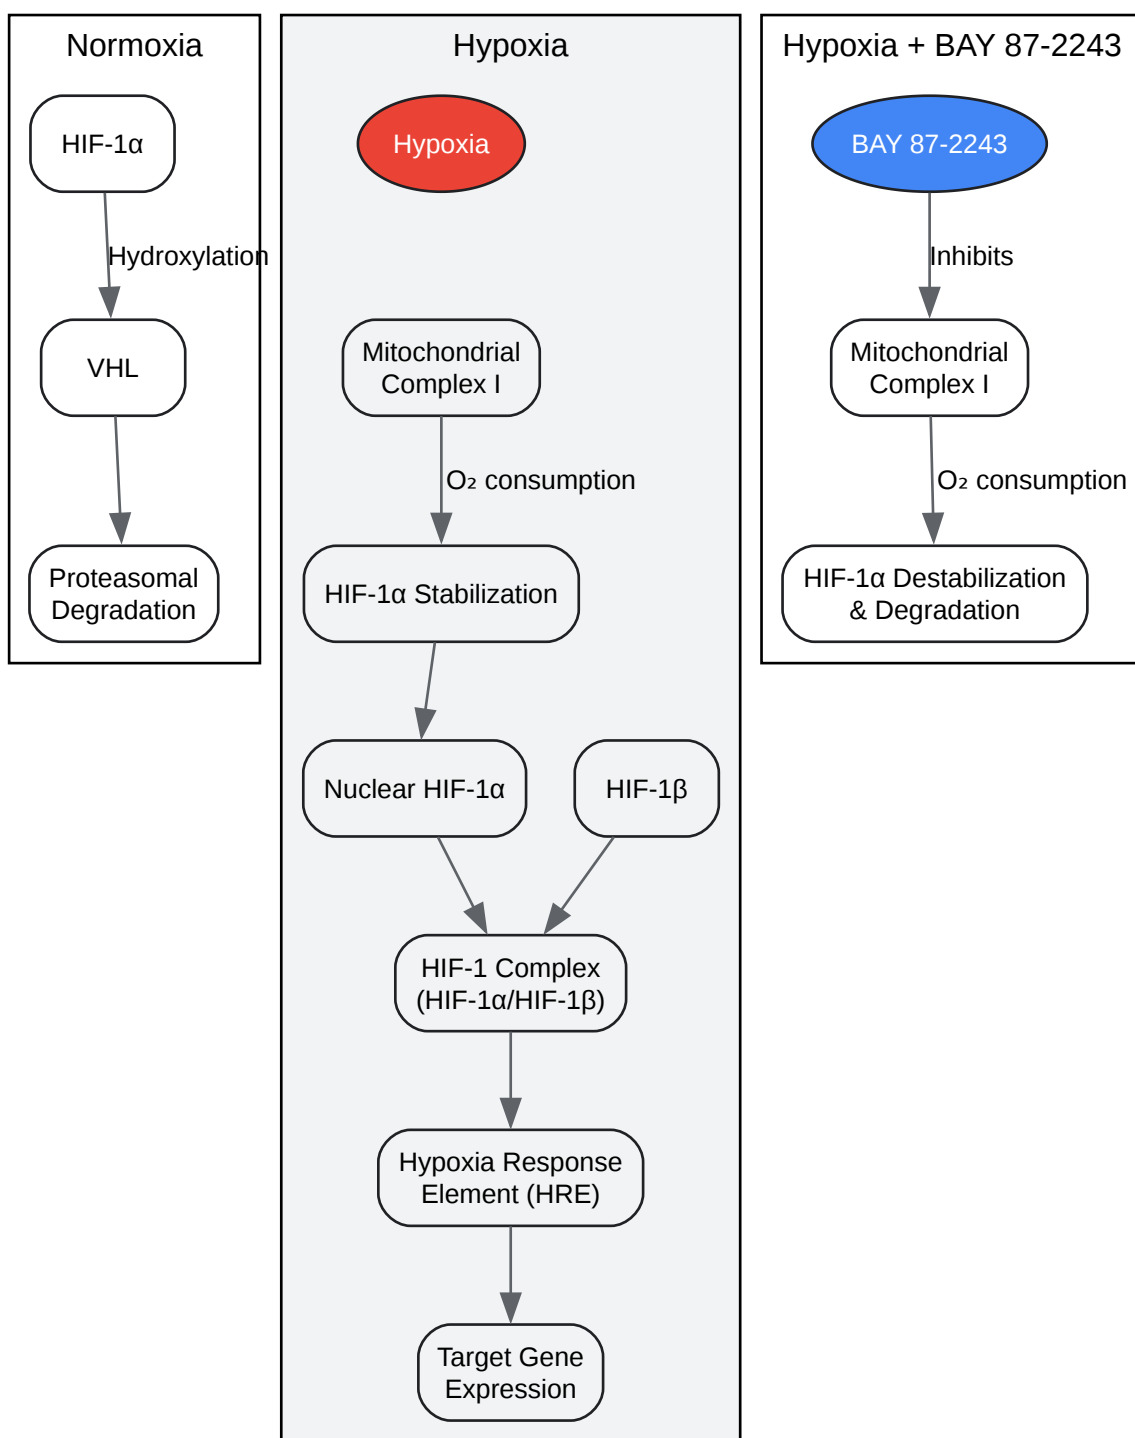 Normoxia
HIF-1α
Hydroxylation
VHL
Proteasomal
Degradation
Hypoxia
Hypoxia
Mitochondrial
Complex I
O₂ consumption
HIF-1α Stabilization
Nuclear HIF-1α
HIF-1β
HIF-1 Complex
(HIF-1α/HIF-1β)
Hypoxia Response
Element (HRE)
Target Gene
Expression
Hypoxia + BAY 87-2243
BAY 87-2243
Inhibits
Mitochondrial
Complex I
O₂ consumption
HIF-1α Destabilization
& Degradation